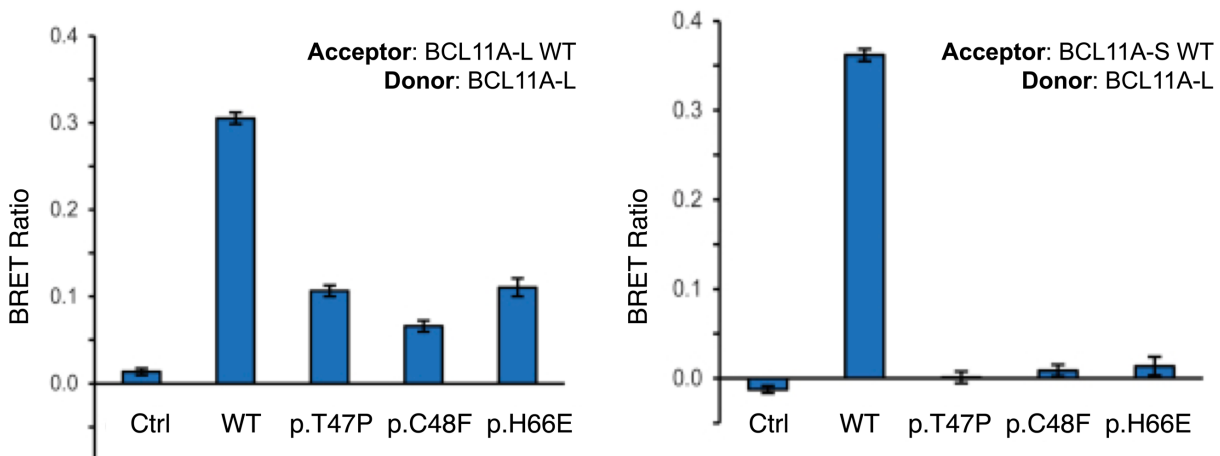 Acceptor: BCL11A-L WT
Donor: BCL11A-L
BRET Ratio
0.4
0.3
0.2
0.1
0.0
Ctrl WT p.T47P p.C48F p.H66E
Acceptor: BCL11A-S WT
Donor: BCL11A-L
BRET Ratio
0.4
0.3
0.2
0.1
0.0
Ctrl WT p.T47P p.C48F p.H66E